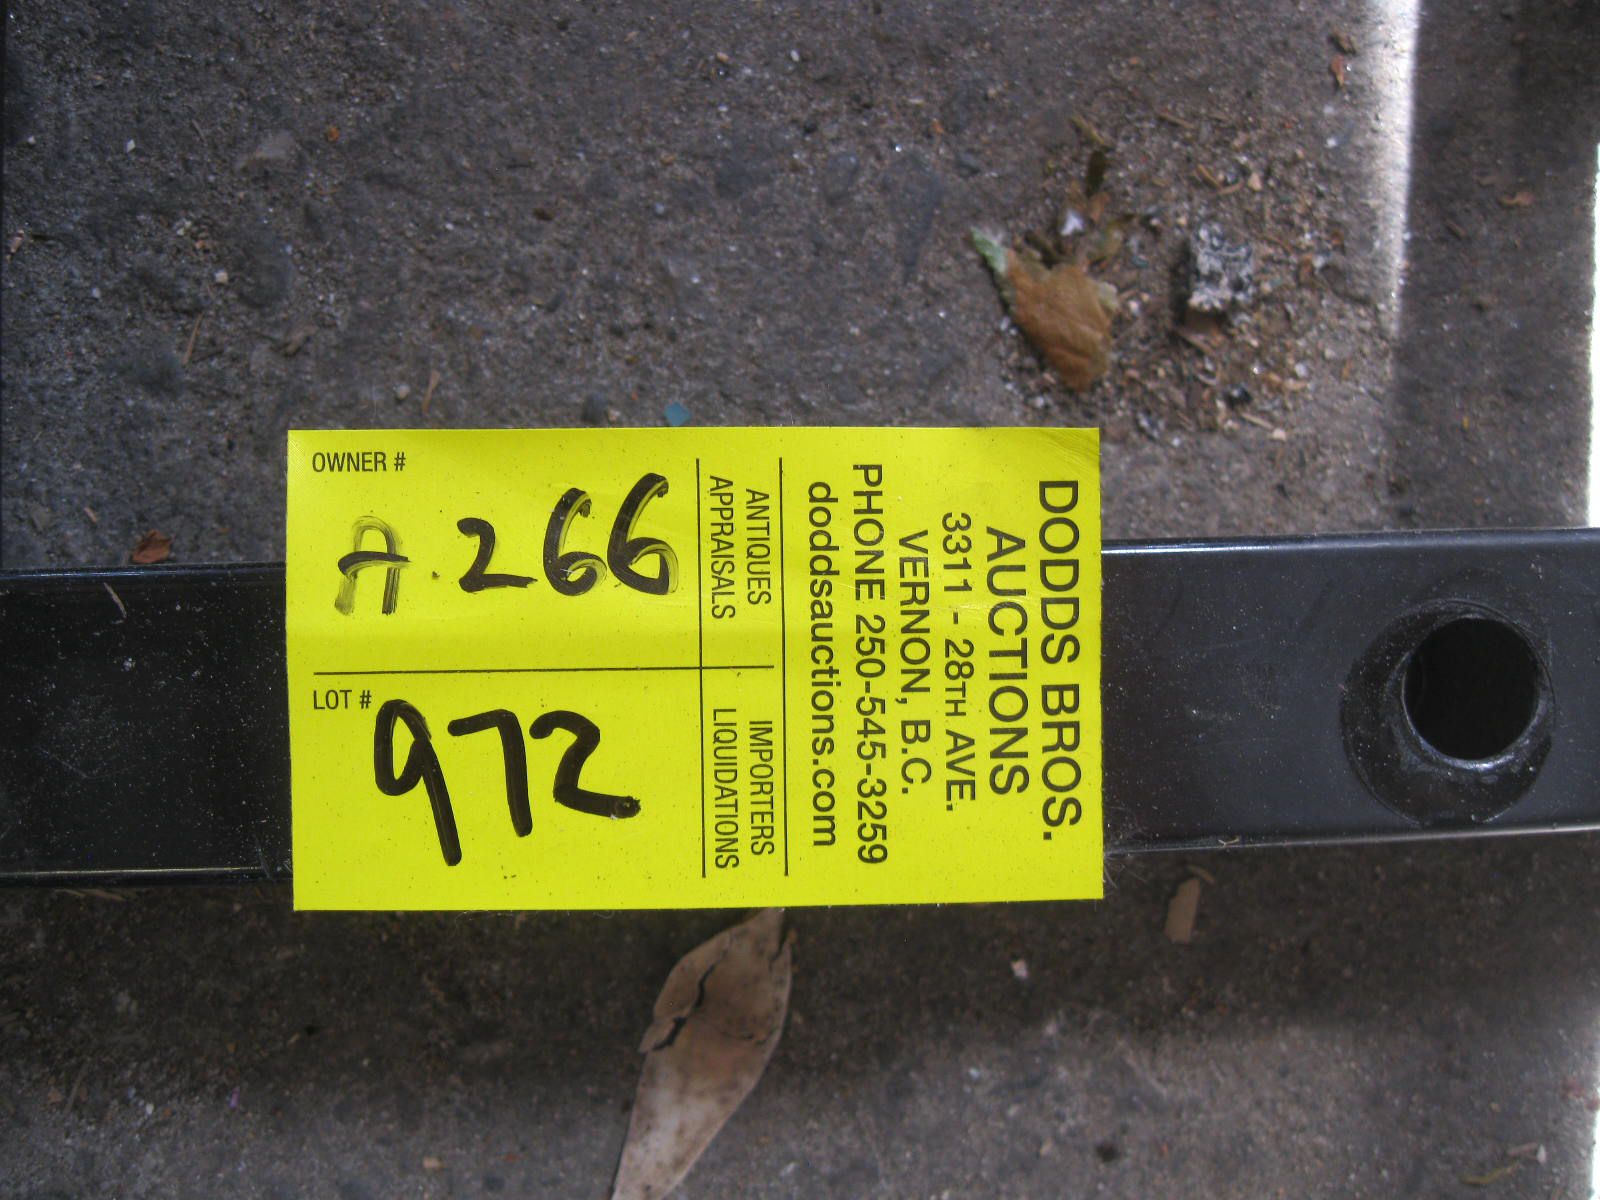 DODDS BROS.
AUCTIONS
3311 - 28TH AVE.
VERNON, B.C.
PHONE 250-545-3259
doddsauctions.com
ANTIQUES
APPRAISALS
IMPORTERS
LIQUIDATIONS
OWNER #
A.266
LOT #
972